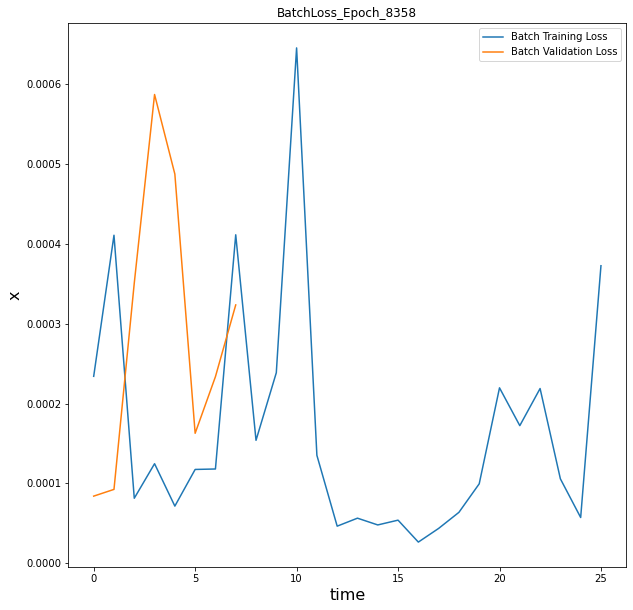 BatchLoss_Epoch_8358
Batch Training Loss
Batch Validation Loss
0.0006
0.0005
0.0004
0.0003
0.0002
0.0001
0.0000
x
0 5 10 15 20 25
time